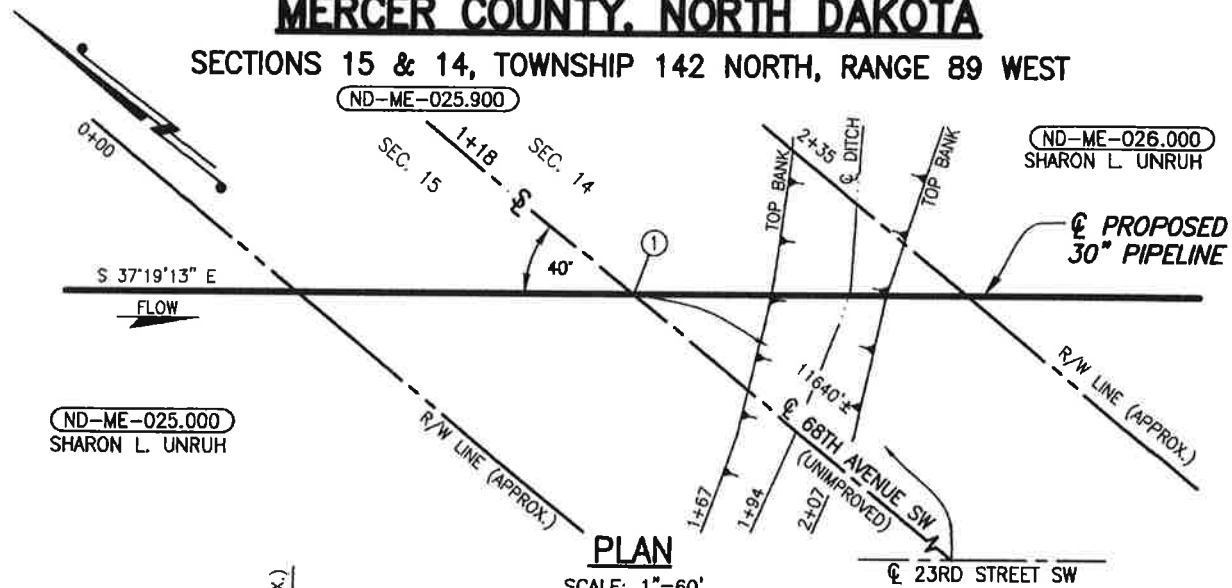 MERCER COUNTY, NORTH DAKOTA
SECTIONS 15 & 14, TOWNSHIP 142 NORTH, RANGE 89 WEST
ND-ME-025.900
0+00
1+18
SEC. 15
SEC. 14
2+35
℄ DITCH
TOP BANK
TOP BANK
ND-ME-026.000
SHARON L. UNRUH
℄ PROPOSED
30" PIPELINE
1
40°
S 37°19'13" E
FLOW
ND-ME-025.000
SHARON L. UNRUH
R/W LINE (APPROX.)
11640'±
℄ 68TH AVENUE SW
(UNIMPROVED)
R/W LINE (APPROX.)
1+67
1+94
2+07
PLAN
SCALE: 1"=60'
℄ 23RD STREET SW